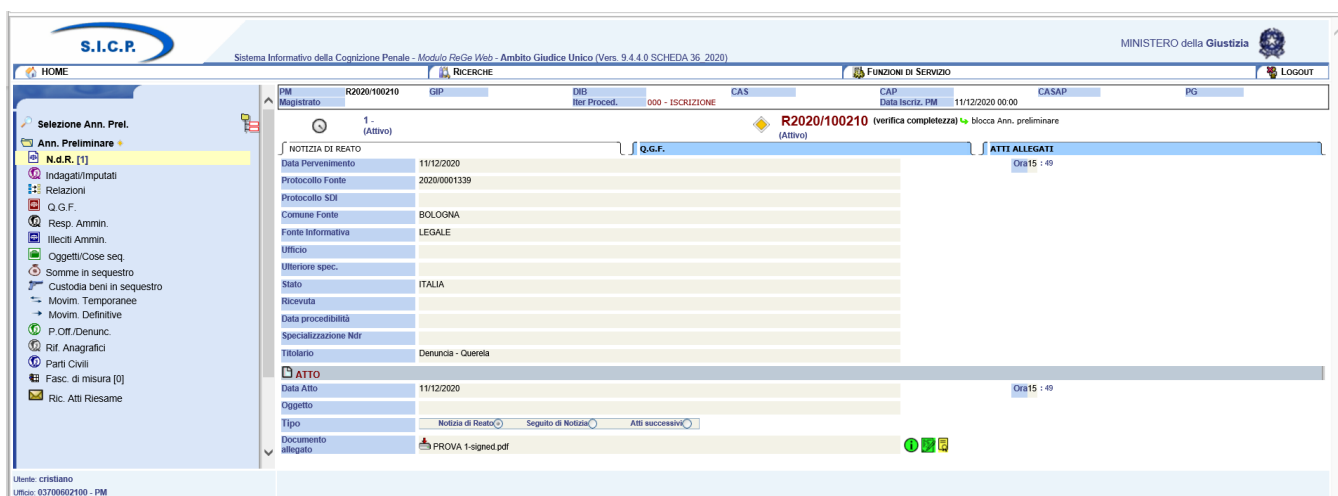 S.I.C.P.
Sistema Informativo della Cognizione Penale - Modulo ReGe Web - Ambito Giudice Unico (Vers. 9.4.4.0 SCHEDA 36_2020)
MINISTERO della Giustizia
HOME RICERCHE FUNZIONI DI SERVIZIO LOGOUT
PM R2020/100210 GIP DIB CAS CAP CASAP PG
Magistrato Iter Proced. 000 - ISCRIZIONE Data Iscriz. PM 11/12/2020 00:00
Selezione Ann. Prel.
Ann. Preliminare
N.d.R. [1]
Indagati/Imputati
Relazioni
Q.G.F.
Resp. Ammin.
Illeciti Ammin.
Oggetti/Cose seq.
Somme in sequestro
Custodia beni in sequestro
Movim. Temporanee
Movim. Definitive
P.Off./Denunc.
Rif. Anagrafici
Parti Civili
Fasc. di misura [0]
Ric. Atti Riesame
1 -
(Attivo)
R2020/100210 (verifica completezza) blocca Ann. preliminare
(Attivo)
NOTIZIA DI REATO Q.G.F. ATTI ALLEGATI
Data Pervenimento 11/12/2020 Ora 15 : 49
Protocollo Fonte 2020/0001339
Protocollo SDI
Comune Fonte BOLOGNA
Fonte Informativa LEGALE
Ufficio
Ulteriore spec.
Stato ITALIA
Ricevuta
Data procedibilità
Specializzazione Ndr
Titolario Denuncia - Querela
ATTO
Data Atto 11/12/2020 Ora 15 : 49
Oggetto
Tipo Notizia di Reato Seguito di Notizia Atti successivi
Documento
allegato PROVA 1-signed.pdf
Utente: cristiano
Ufficio: 03700602100 - PM